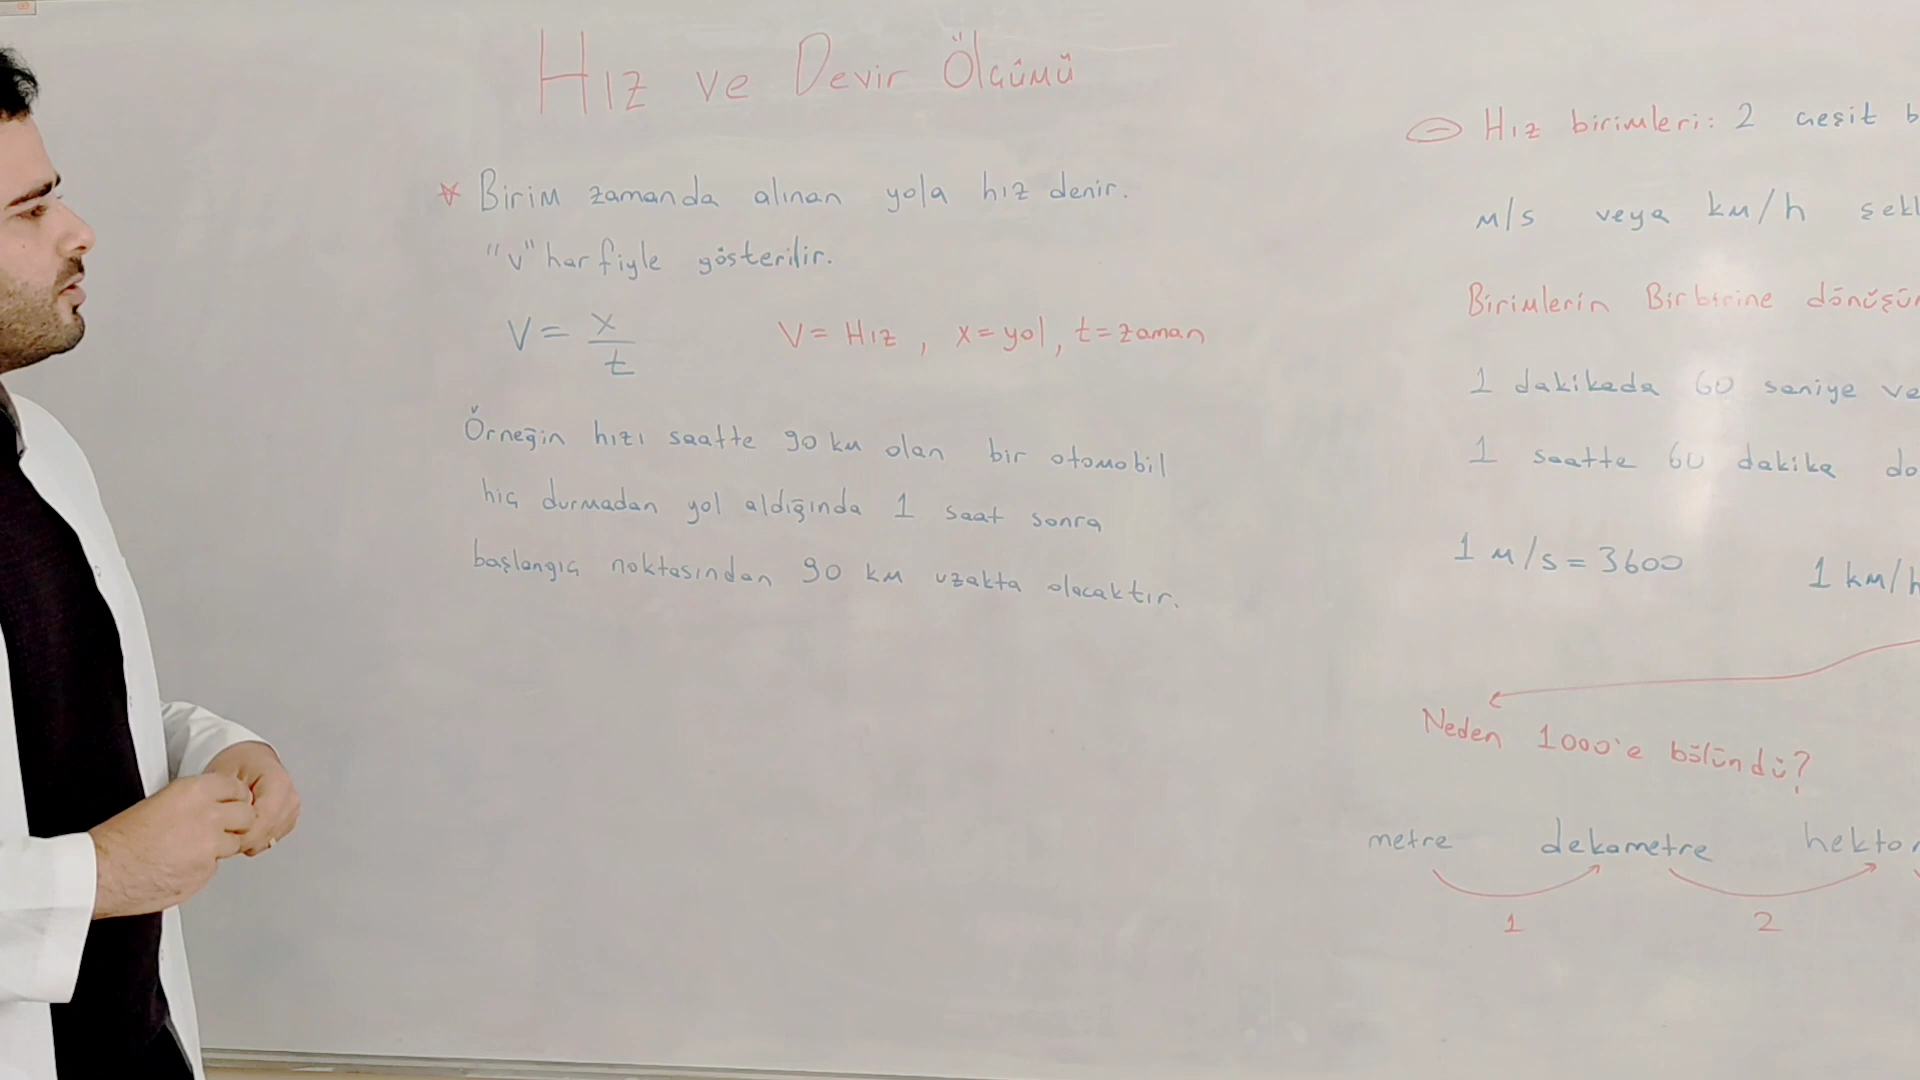 Hız ve Devir Ölçümü
* Birim zamanda alınan yola hız denir.
"v" harfiyle gösterilir.
V = x / t
V = Hız , x = yol, t = zaman
Örneğin hızı saatte 90 km olan bir otomobil
hiç durmadan yol aldığında 1 saat sonra
başlangıç noktasından 90 km uzakta olacaktır.
Hız birimleri: 2 çeşit
m/s veya km/h
Birimlerin Birbirine
1 dakikada 60 saniye ve
1 saatte 60 dakika
1 m/s = 3600 1 km/h
Neden 1000'e bölündü?
metre dekametre
1 2